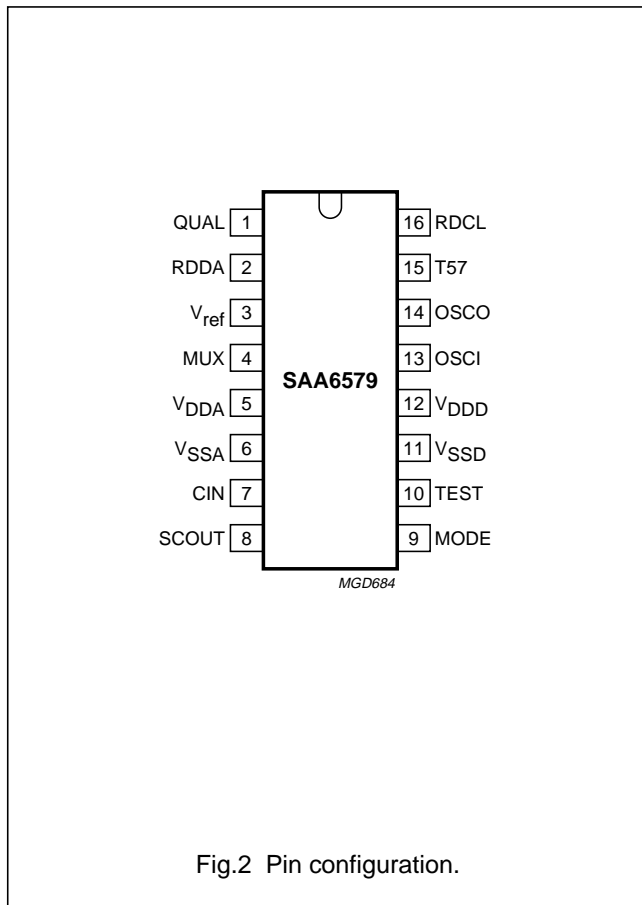 QUAL 1 16 RDCL
RDDA 2 15 T57
Vref 3 14 OSCO
MUX 4 13 OSCI
SAA6579
VDDA 5 12 VDDD
VSSA 6 11 VSSD
CIN 7 10 TEST
SCOUT 8 9 MODE
MGD684
Fig.2 Pin configuration.